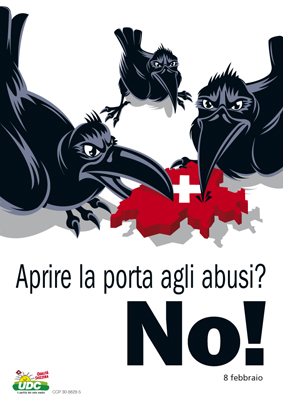 Aprire la porta agli abusi?
No!
8 febbraio
UDC